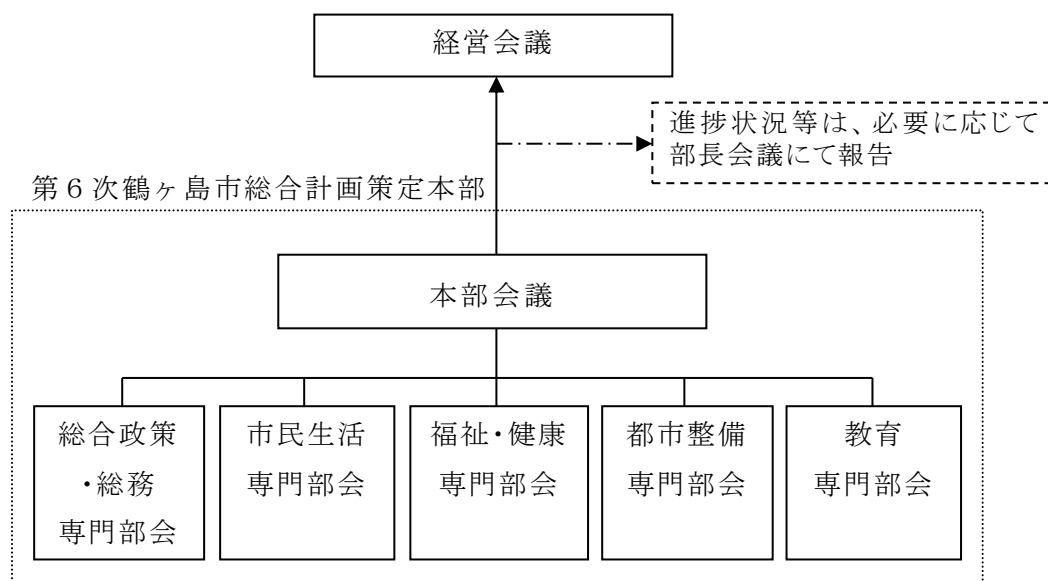 経営会議
進捗状況等は、必要に応じて
部長会議にて報告
第６次鶴ヶ島市総合計画策定本部
本部会議
総合政策
・総務
専門部会
市民生活
専門部会
福祉・健康
専門部会
都市整備
専門部会
教育
専門部会